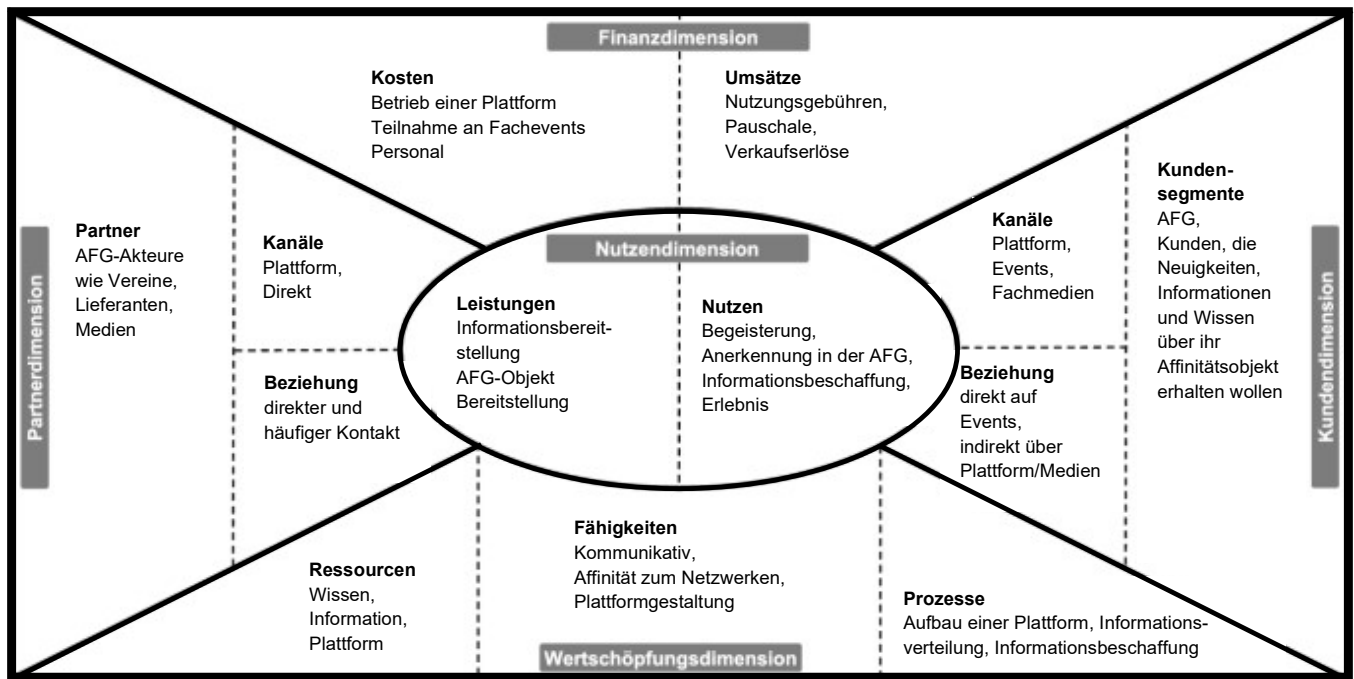 Finanzdimension
Kosten
Betrieb einer Plattform
Teilnahme an Fachevents
Personal
Umsätze
Nutzungsgebühren,
Pauschale,
Verkaufserlöse
Partnerdimension
Partner
AFG-Akteure
wie Vereine,
Lieferanten,
Medien
Kanäle
Plattform,
Direkt
Beziehung
direkter und
häufiger Kontakt
Nutzendimension
Leistungen
Informationsbereit-
stellung
AFG-Objekt
Bereitstellung
Nutzen
Begeisterung,
Anerkennung in der AFG,
Informationsbeschaffung,
Erlebnis
Kanäle
Plattform,
Events,
Fachmedien
Beziehung
direkt auf
Events,
indirekt über
Plattform/Medien
Kunden-
segmente
AFG,
Kunden, die
Neuigkeiten,
Informationen
und Wissen
über ihr
Affinitätsobjekt
erhalten wollen
Kundendimension
Ressourcen
Wissen,
Information,
Plattform
Fähigkeiten
Kommunikativ,
Affinität zum Netzwerken,
Plattformgestaltung
Prozesse
Aufbau einer Plattform, Informations-
verteilung, Informationsbeschaffung
Wertschöpfungsdimension